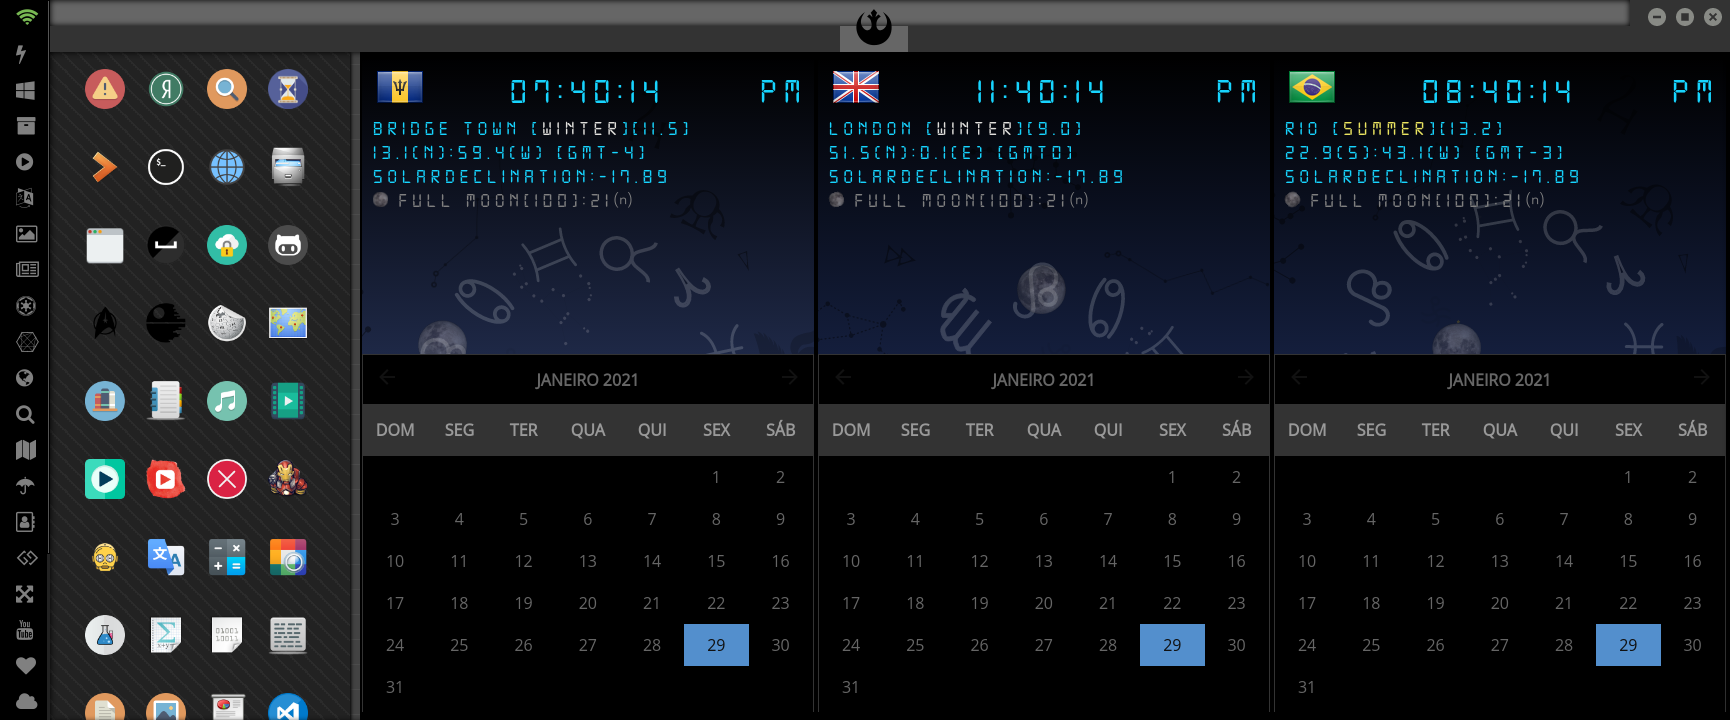 07:40:14 PM
BRIDGE TOWN [WINTER][11.5]
13.1(N):59.4(W) [GMT-4]
SOLARDECLINATION:-17.89
FULL MOON[100]:21(n)
JANEIRO 2021
DOM SEG TER QUA QUI SEX SÁB
1 2
3 4 5 6 7 8 9
10 11 12 13 14 15 16
17 18 19 20 21 22 23
24 25 26 27 28 29 30
31
11:40:14 PM
LONDON [WINTER][9.0]
51.5(N):0.1(E) [GMT0]
SOLARDECLINATION:-17.89
FULL MOON[100]:21(n)
JANEIRO 2021
DOM SEG TER QUA QUI SEX SÁB
1 2
3 4 5 6 7 8 9
10 11 12 13 14 15 16
17 18 19 20 21 22 23
24 25 26 27 28 29 30
31
08:40:14 PM
RIO [SUMMER][13.2]
22.9(S):43.1(W) [GMT-3]
SOLARDECLINATION:-17.89
FULL MOON[100]:21(n)
JANEIRO 2021
DOM SEG TER QUA QUI SEX SÁB
1 2
3 4 5 6 7 8 9
10 11 12 13 14 15 16
17 18 19 20 21 22 23
24 25 26 27 28 29 30
31